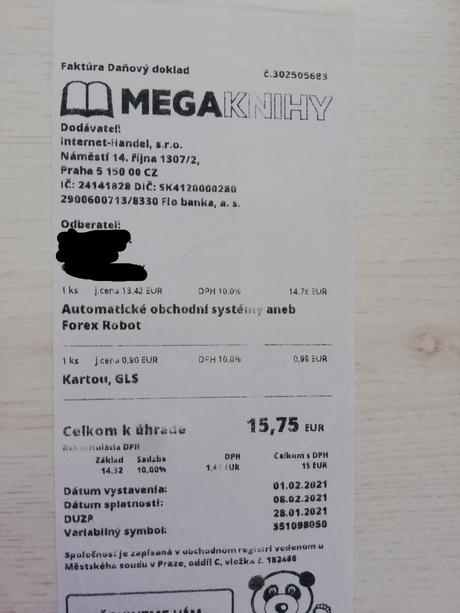 Faktúra Daňový doklad č.302505683
MEGAKNIHY
Dodávateľ:
Internet-Handel, s.r.o.
Náměstí 14. října 1307/2,
Praha 5 150 00 CZ
IČ: 24141828 DIČ: SK4120000280
2900600713/8330 Fio banka, a. s.
Odberateľ:
1 ks j.cena 13,42 EUR DPH 10,0% 14,76 EUR
Automatické obchodní systémy aneb
Forex Robot
1 ks j.cena 0,90 EUR DPH 10,0% 0,99 EUR
Kartou, GLS
Celkom k úhrade 15,75 EUR
Rekapitulácia DPH
Základ Sadzba DPH Celkom s DPH
14,32 10,00% EUR 15 EUR
Dátum vystavenia: 01.02.2021
Dátum splatnosti: 06.02.2021
DUZP 28.01.2021
Variabilný symbol: 351098050
Spoločnosť je zapísaná v obchodnom registri vedenom u
Městského soudu v Praze, oddíl C, vložka č. 182466